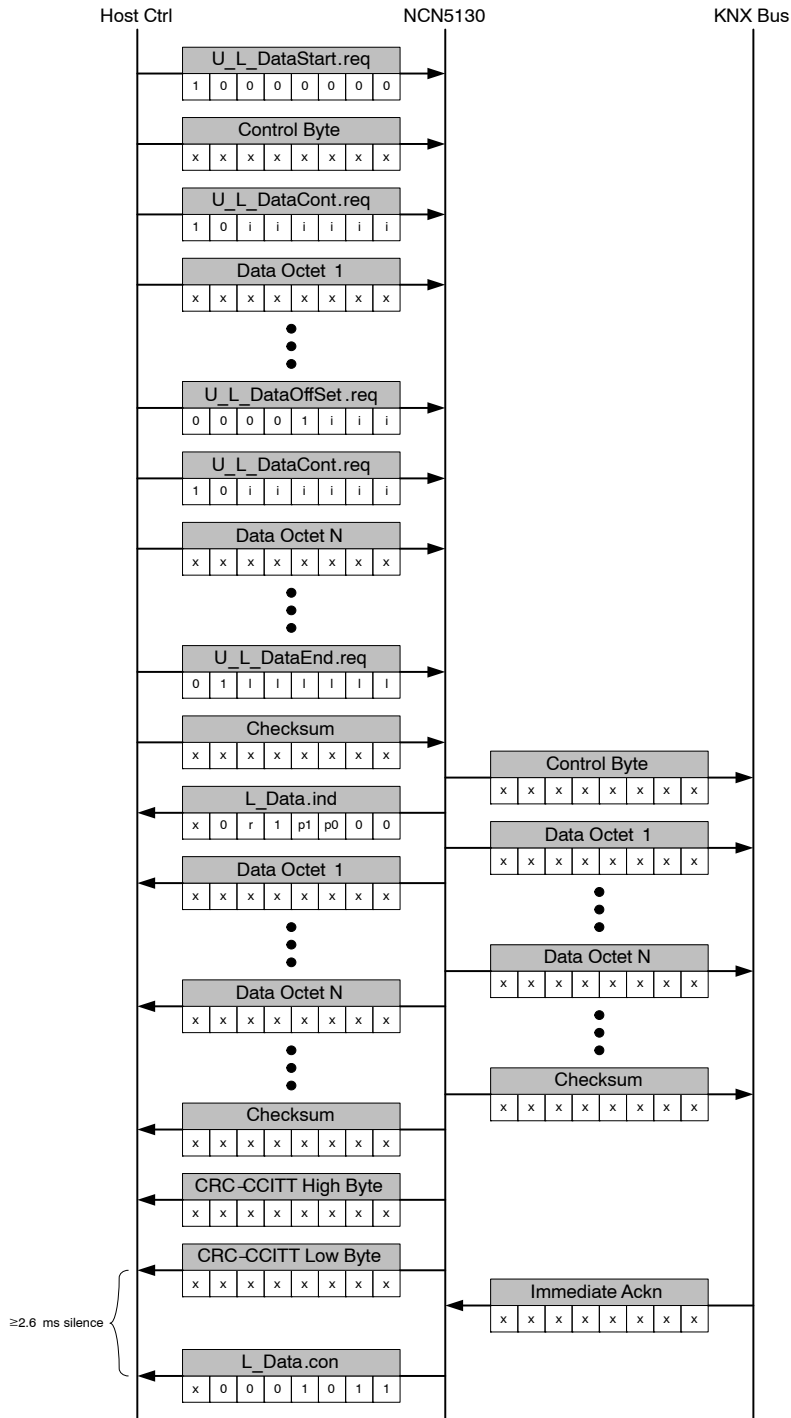 Host Ctrl NCN5130 KNX Bus
U_L_DataStart.req
1 0 0 0 0 0 0 0
Control Byte
x x x x x x x x
U_L_DataCont.req
1 0 i i i i i i
Data Octet 1
x x x x x x x x
U_L_DataOffSet.req
0 0 0 0 1 i i i
U_L_DataCont.req
1 0 i i i i i i
Data Octet N
x x x x x x x x
U_L_DataEnd.req
0 1 l l l l l l
Checksum
x x x x x x x x
Control Byte
x x x x x x x x
L_Data.ind
x 0 r 1 p1 p0 0 0
Data Octet 1
x x x x x x x x
Data Octet 1
x x x x x x x x
Data Octet N
x x x x x x x x
Data Octet N
x x x x x x x x
Checksum
x x x x x x x x
Checksum
x x x x x x x x
CRC-CCITT High Byte
x x x x x x x x
CRC-CCITT Low Byte
x x x x x x x x
Immediate Ackn
x x x x x x x x
≥2.6 ms silence
L_Data.con
x 0 0 0 1 0 1 1